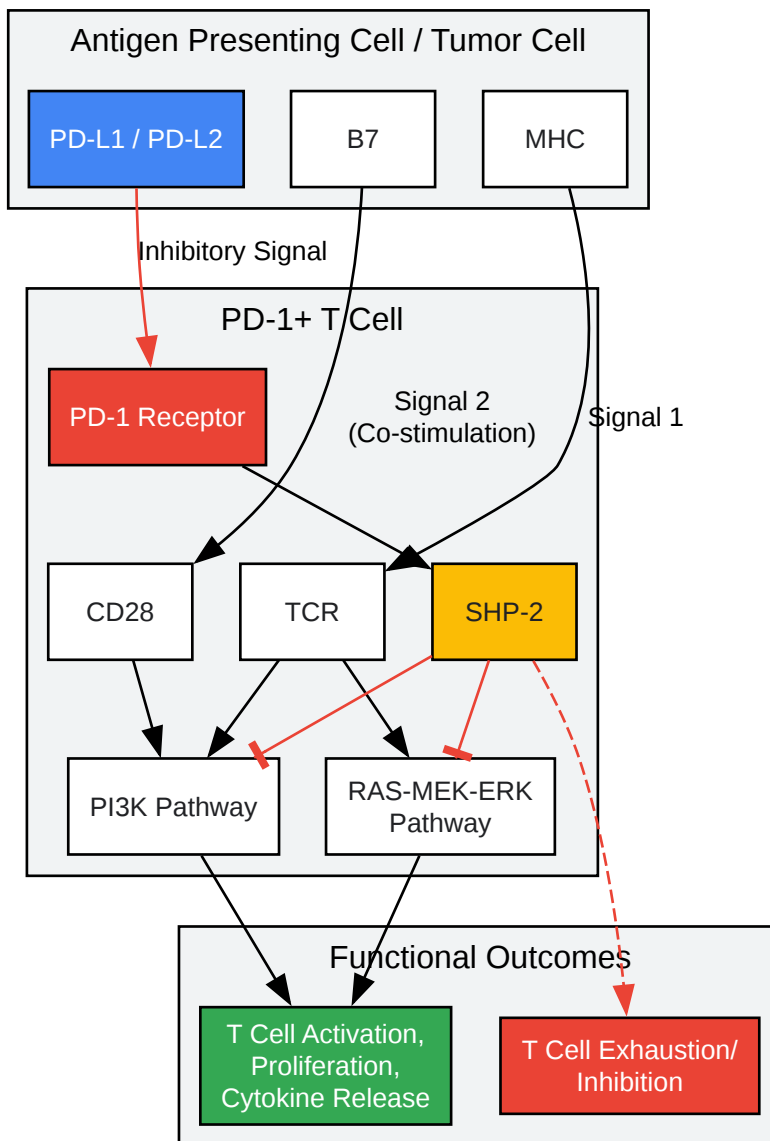 Antigen Presenting Cell / Tumor Cell
PD-L1 / PD-L2
B7
MHC
Inhibitory Signal
PD-1+ T Cell
PD-1 Receptor
Signal 2
(Co-stimulation)
Signal 1
CD28
TCR
SHP-2
PI3K Pathway
RAS-MEK-ERK
Pathway
Functional Outcomes
T Cell Activation,
Proliferation,
Cytokine Release
T Cell Exhaustion/
Inhibition